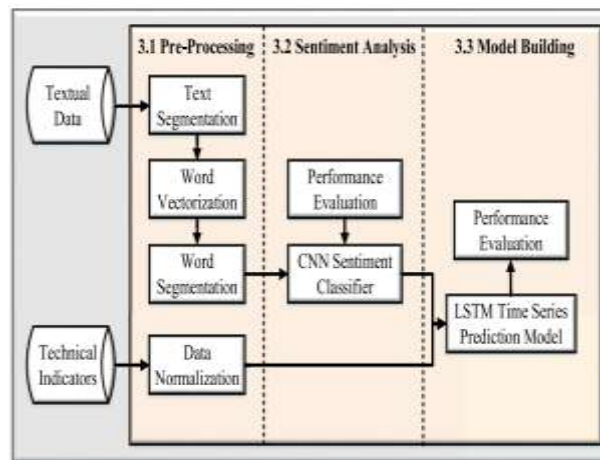 3.1 Pre-Processing
3.2 Sentiment Analysis
3.3 Model Building
Textual
Data
Text
Segmentation
Word
Vectorization
Performance
Evaluation
Performance
Evaluation
Word
Segmentation
CNN Sentiment
Classifier
LSTM Time Series
Prediction Model
Technical
Indicators
Data
Normalization